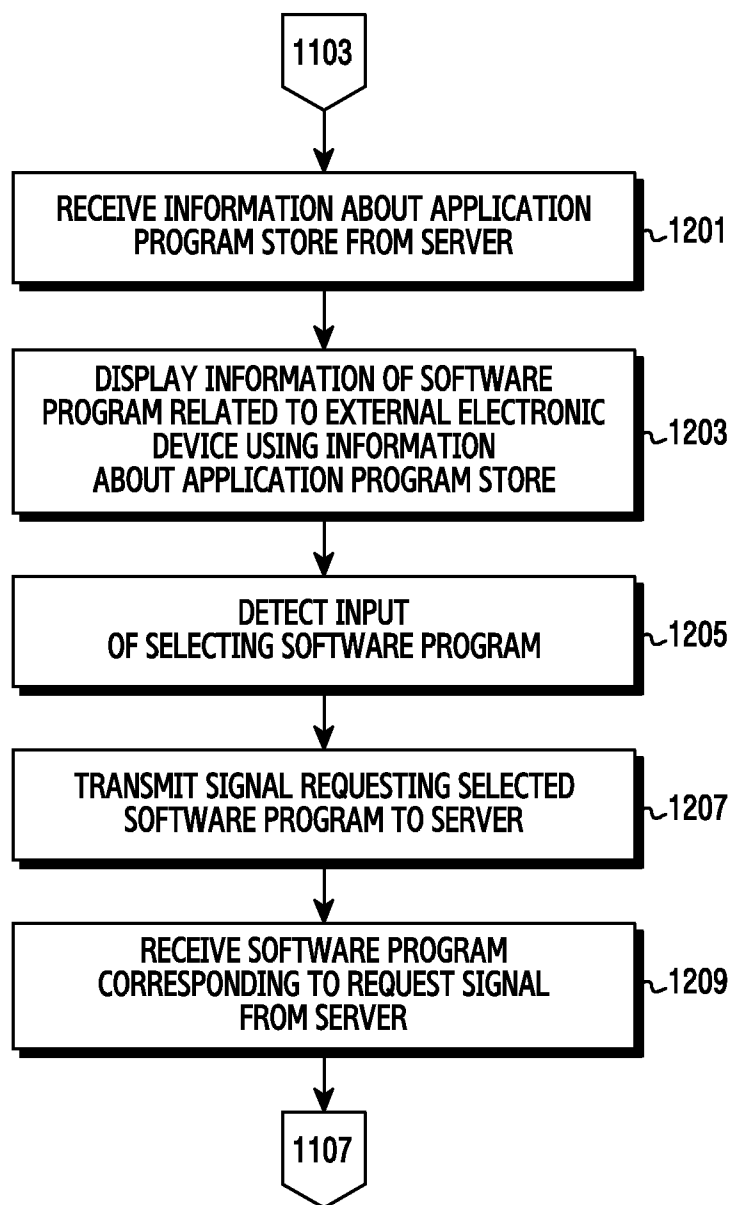 1103
RECEIVE INFORMATION ABOUT APPLICATION
PROGRAM STORE FROM SERVER
1201
DISPLAY INFORMATION OF SOFTWARE
PROGRAM RELATED TO EXTERNAL ELECTRONIC
DEVICE USING INFORMATION
ABOUT APPLICATION PROGRAM STORE
1203
DETECT INPUT
OF SELECTING SOFTWARE PROGRAM
1205
TRANSMIT SIGNAL REQUESTING SELECTED
SOFTWARE PROGRAM TO SERVER
1207
RECEIVE SOFTWARE PROGRAM
CORRESPONDING TO REQUEST SIGNAL
FROM SERVER
1209
1107